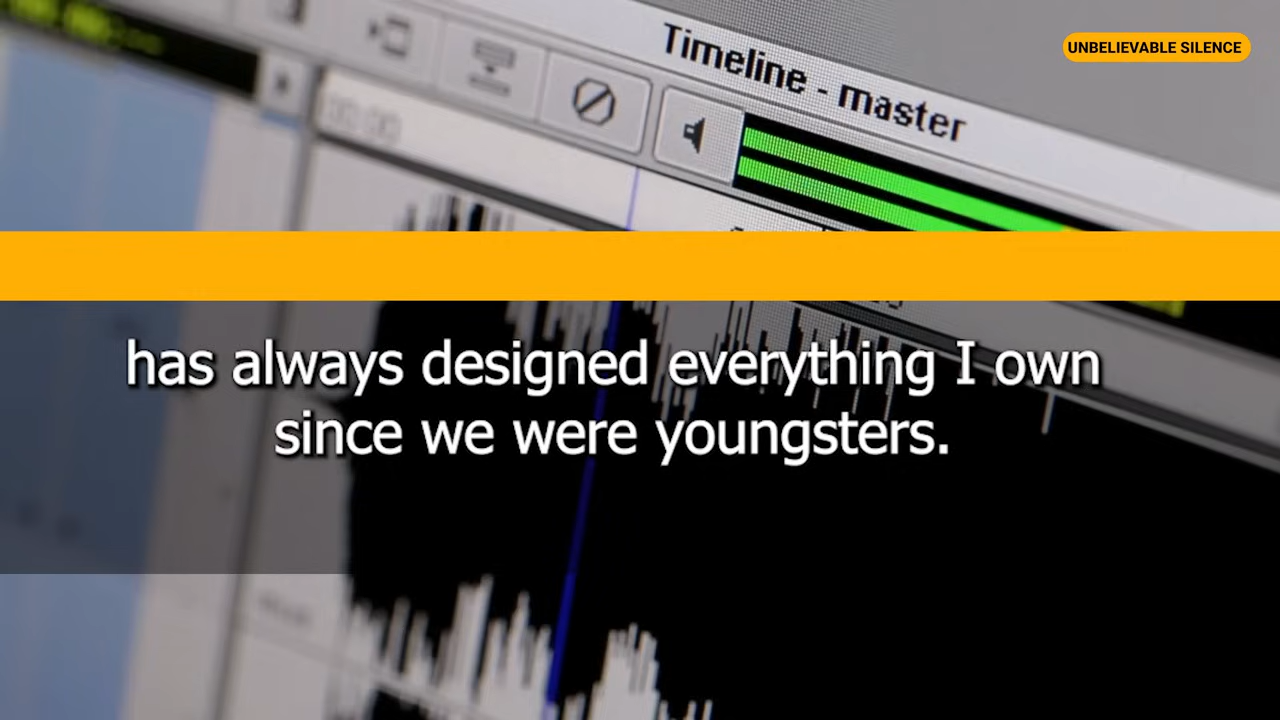 UNBELIEVABLE SILENCE
Timeline - master
has always designed everything I own
since we were youngsters.